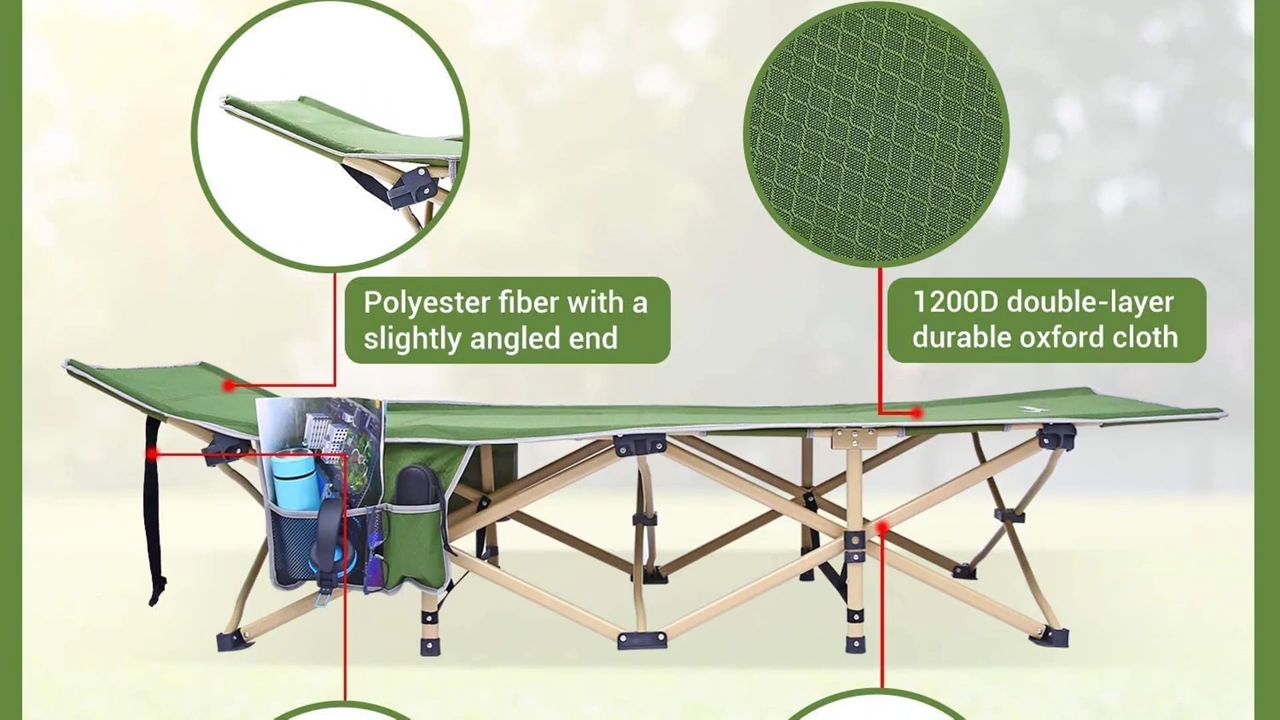 Polyester fiber with a
slightly angled end
1200D double-layer
durable oxford cloth